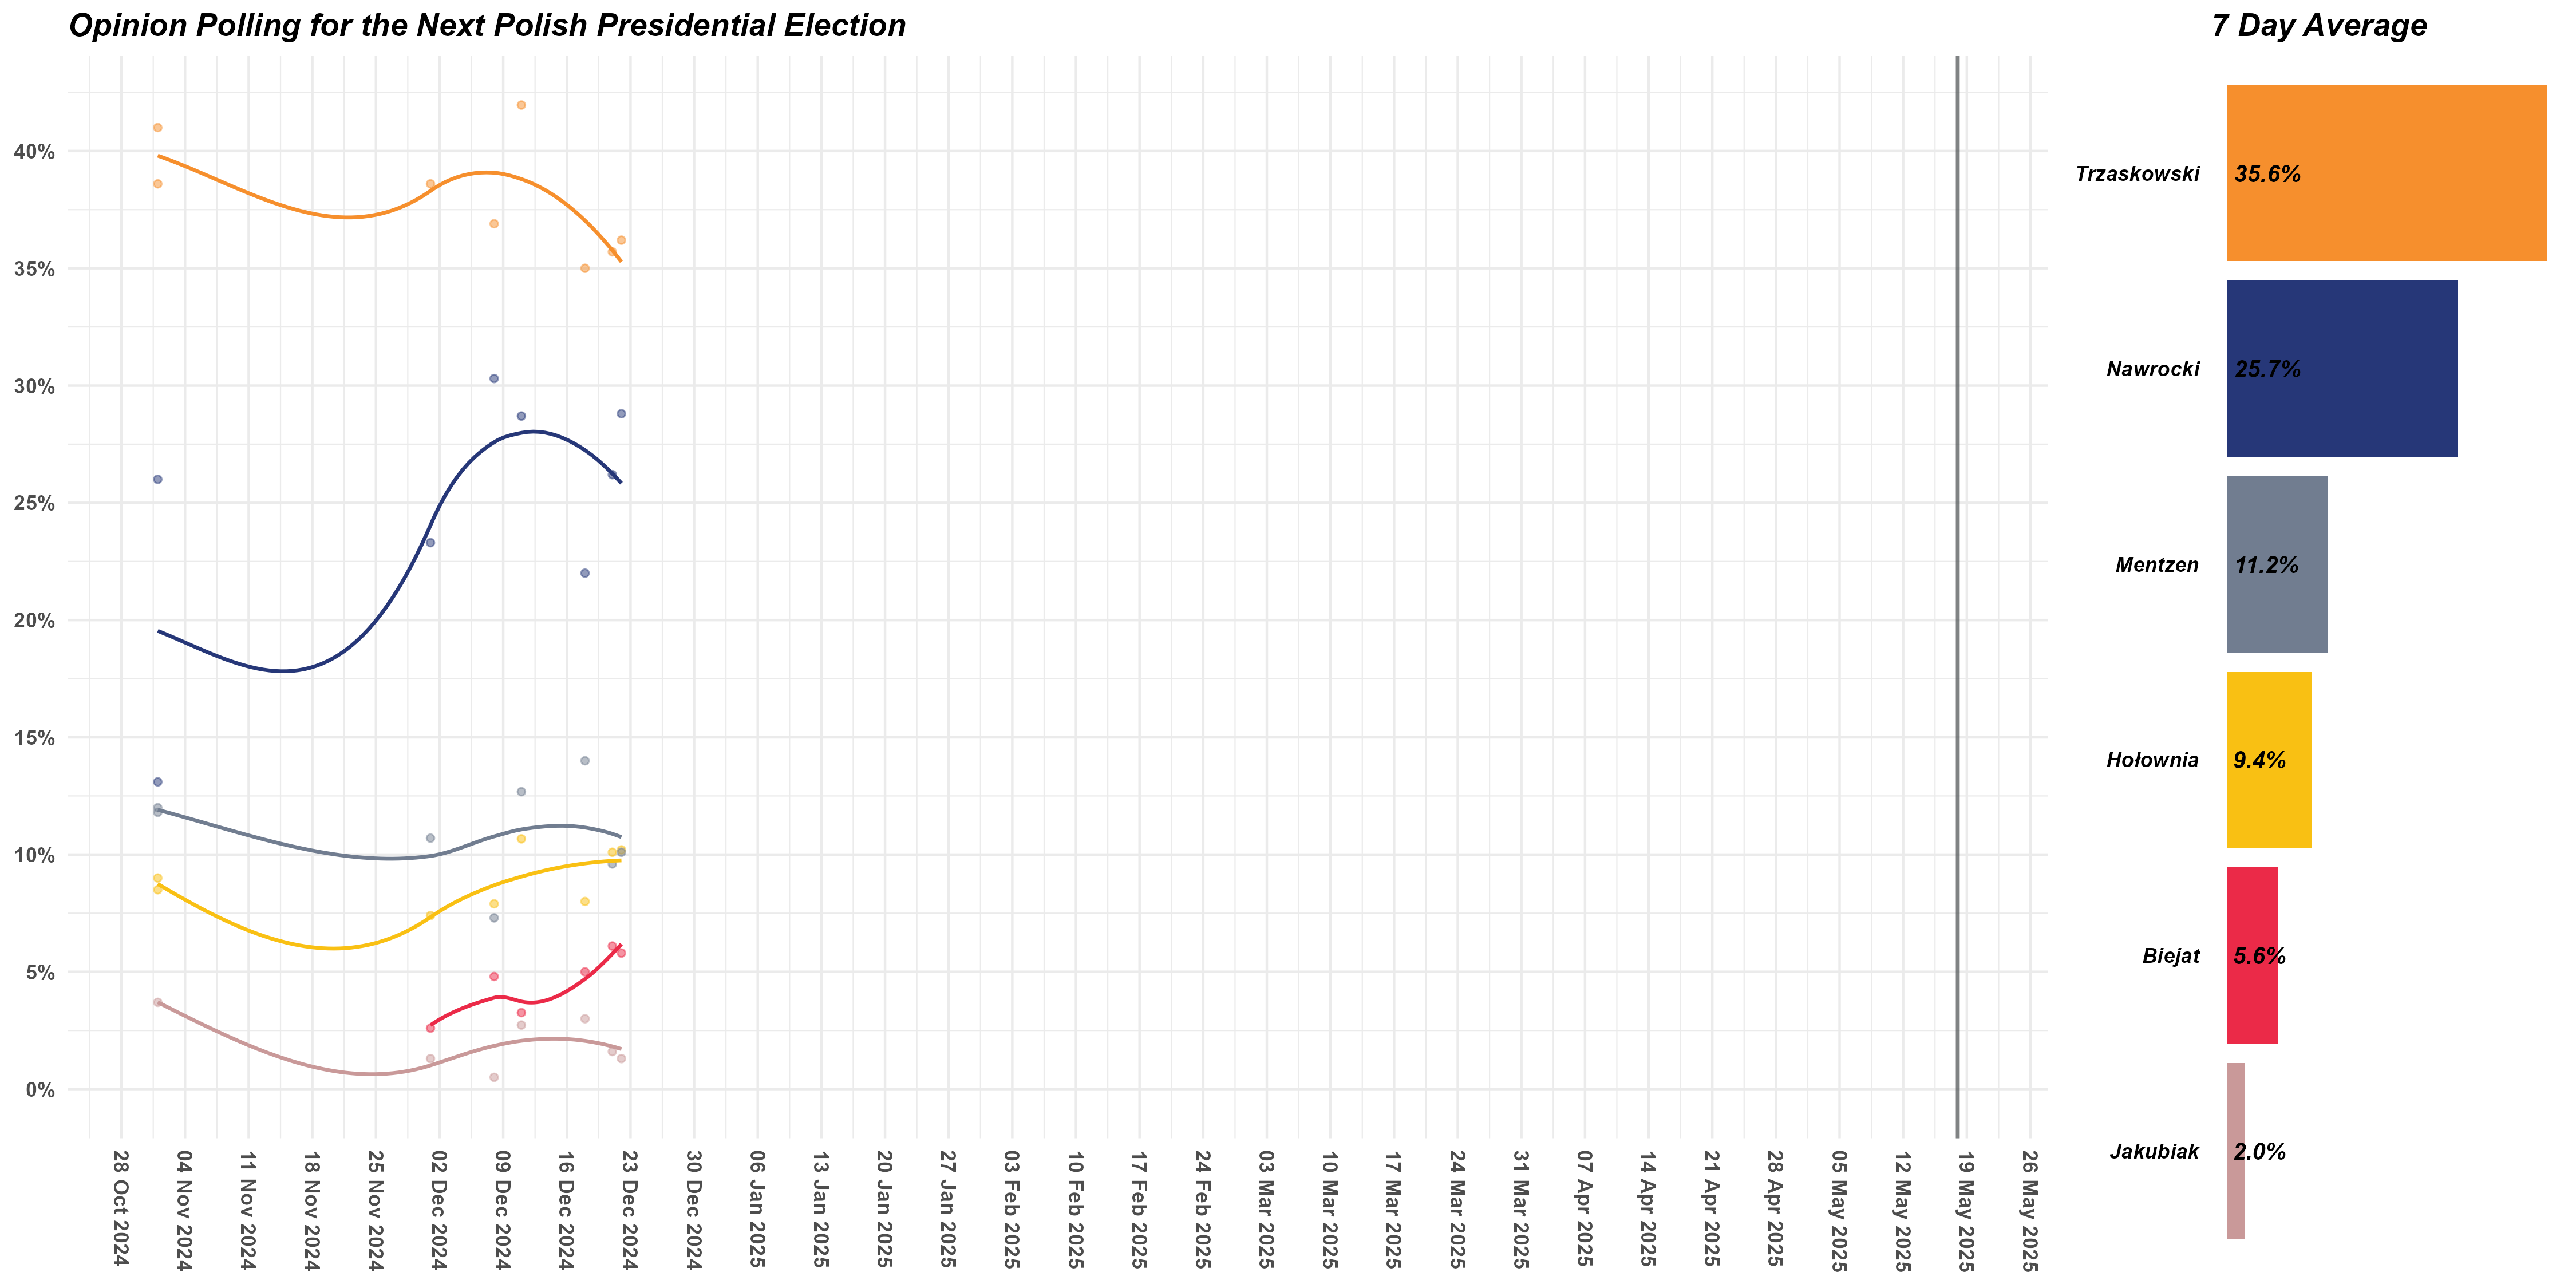 Opinion Polling for the Next Polish Presidential Election
40%
35%
30%
25%
20%
15%
10%
5%
0%
28 Oct 2024
04 Nov 2024
11 Nov 2024
18 Nov 2024
25 Nov 2024
02 Dec 2024
09 Dec 2024
16 Dec 2024
23 Dec 2024
30 Dec 2024
06 Jan 2025
13 Jan 2025
20 Jan 2025
27 Jan 2025
03 Feb 2025
10 Feb 2025
17 Feb 2025
24 Feb 2025
03 Mar 2025
10 Mar 2025
17 Mar 2025
24 Mar 2025
31 Mar 2025
07 Apr 2025
14 Apr 2025
21 Apr 2025
28 Apr 2025
05 May 2025
12 May 2025
19 May 2025
26 May 2025
7 Day Average
Trzaskowski 35.6%
Nawrocki 25.7%
Mentzen 11.2%
Hołownia 9.4%
Biejat 5.6%
Jakubiak 2.0%